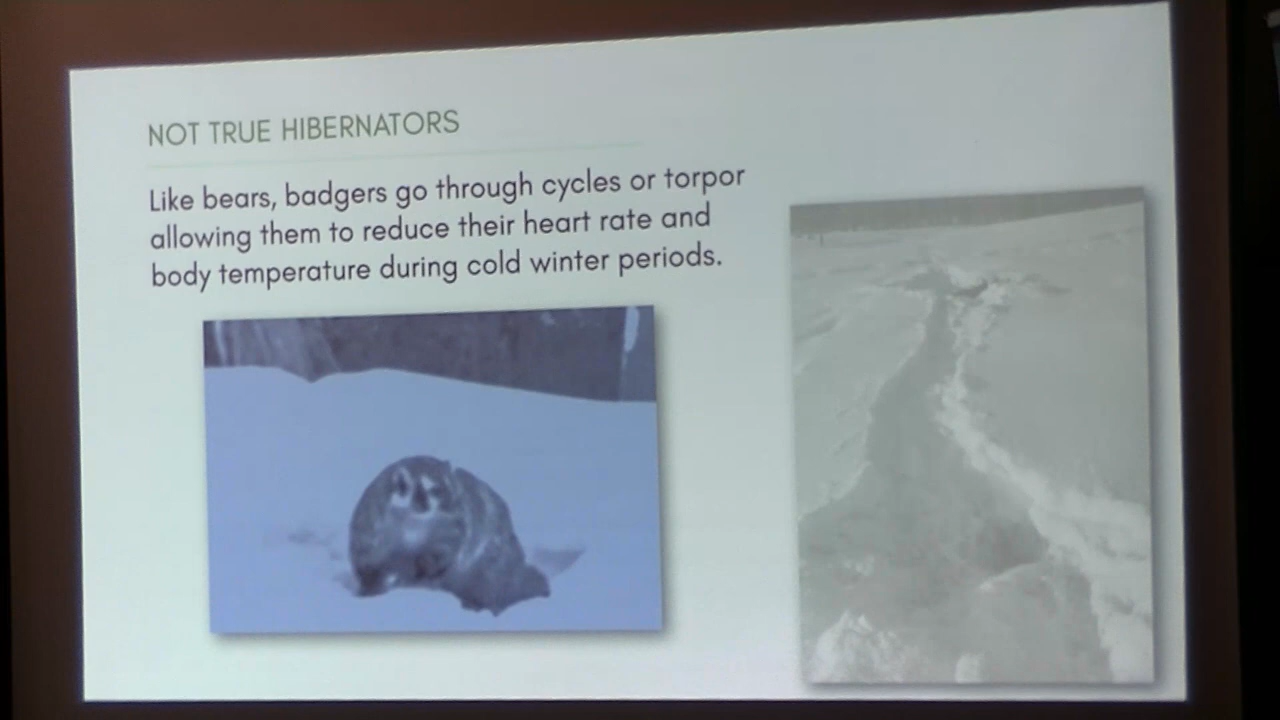 NOT TRUE HIBERNATORS
Like bears, badgers go through cycles or torpor
allowing them to reduce their heart rate and
body temperature during cold winter periods.